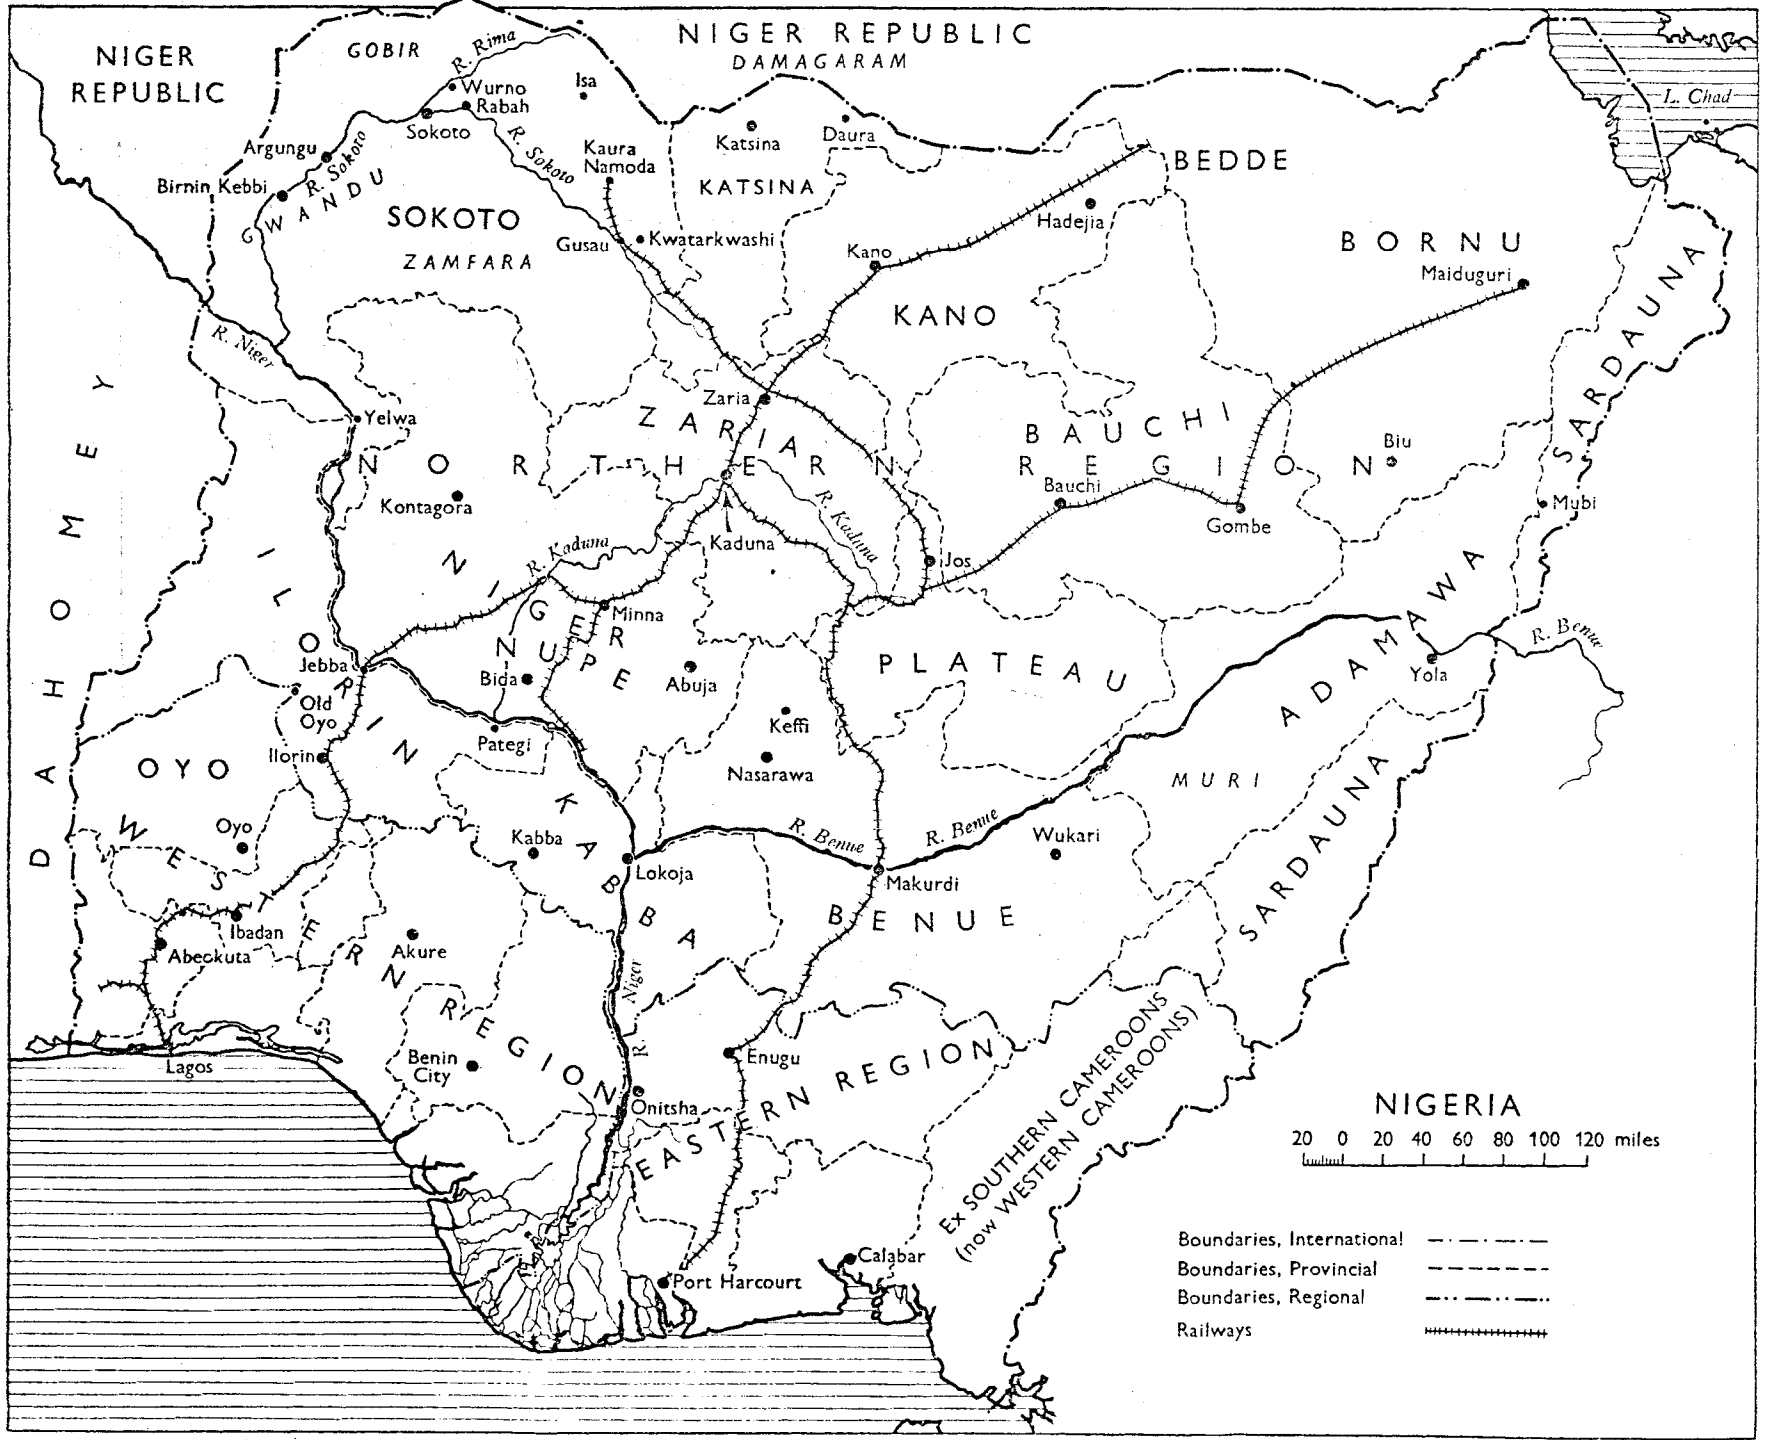 NIGER
REPUBLIC
GOBIR
R. Rima
NIGER REPUBLIC
DAMAGARAM
Wurno
Rabah
Isa
Sokoto
R. Sokoto
Argungu
R. Sokoto
Birnin Kebbi
GWANDU
SOKOTO
ZAMFARA
Kaura
Namoda
Gusau
Kwatarkwashi
Katsina
KATSINA
Daura
L. Chad
BEDDE
Hadejia
Kano
KANO
BORNU
Maiduguri
SARDAUNA
R. Niger
Yelwa
Zaria
ZARIA
BAUCHI
NORTHERN REGION
Kontagora
Kaduna
R. Kaduna
R. Kaduna
Bauchi
Gombe
Biu
Mubi
Jos
DAHOMEY
ILORIN
NIGER
Minna
NUPE
Jebba
Bida
Abuja
PLATEAU
ADAMAWA
Yola
R. Benue
Old
Oyo
Ilorin
Pategi
Keffi
Nasarawa
MURI
SARDAUNA
OYO
Oyo
KABBA
Kabba
Lokoja
R. Benue
R. Benue
Wukari
Makurdi
BENUE
WESTERN REGION
Ibadan
Abeokuta
Akure
R. Niger
Lagos
Benin
City
Onitsha
Enugu
EASTERN REGION
Ex SOUTHERN CAMEROONS
(now WESTERN CAMEROONS)
Port Harcourt
Calabar
NIGERIA
20 0 20 40 60 80 100 120 miles
Boundaries, International
Boundaries, Provincial
Boundaries, Regional
Railways